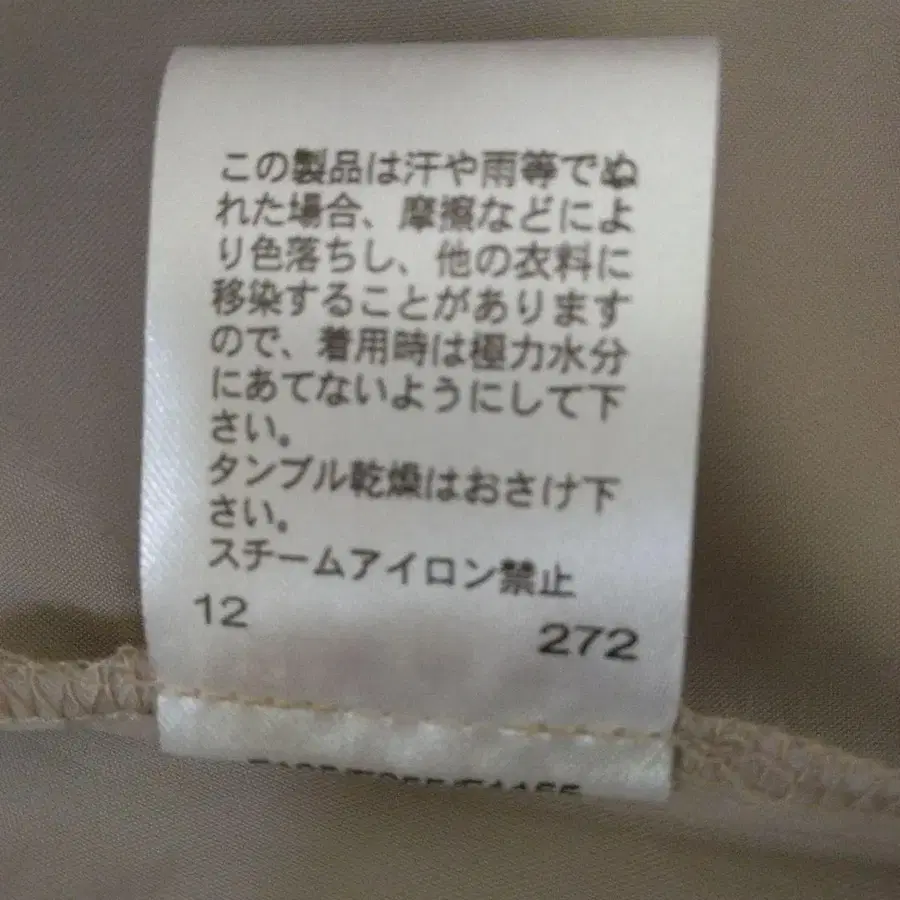 この製品は汗や雨等でぬ
れた場合、摩擦などによ
り色落ちし、他の衣料に
移染することがあります
ので、着用時は極力水分
にあてないようにして下
さい。
タンブル乾燥はおさけ下
さい。
スチームアイロン禁止
12 272